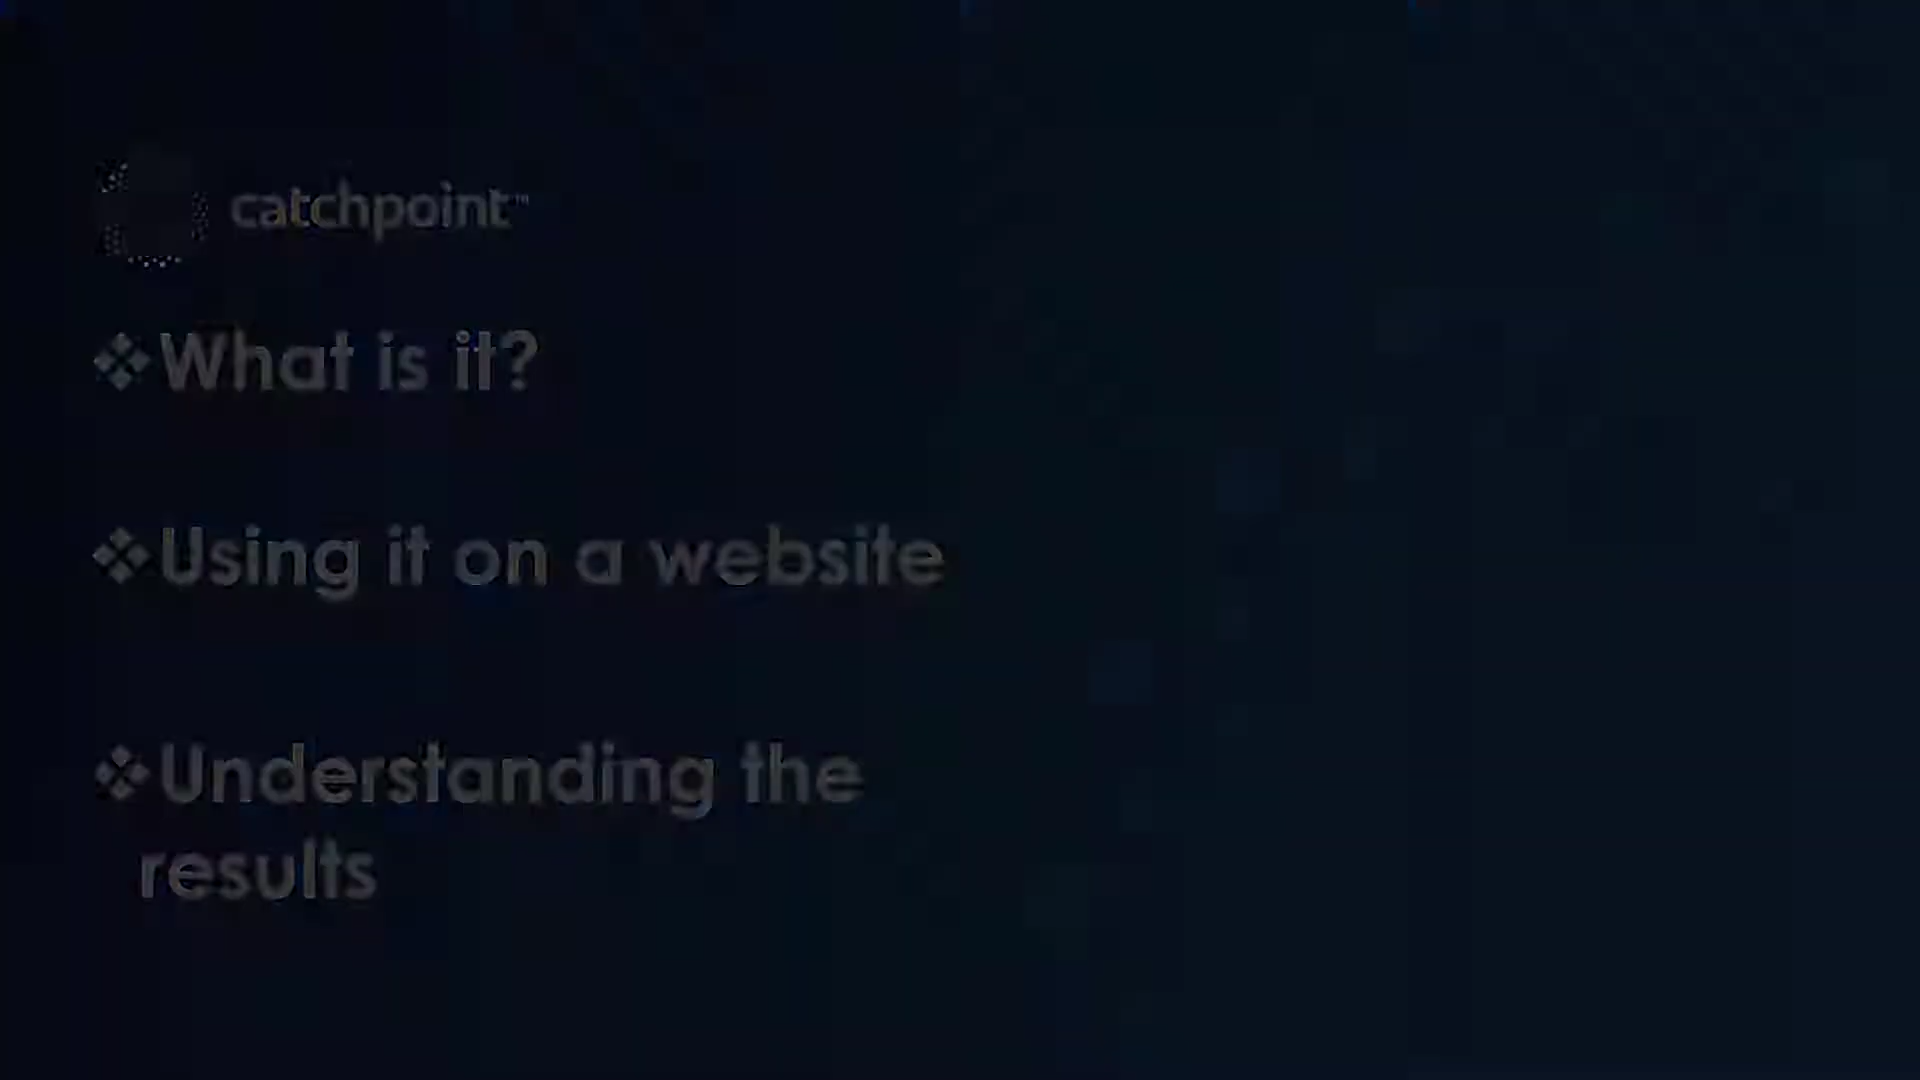 catchpoint™
❖What is it?
❖Using it on a website
❖Understanding the
results